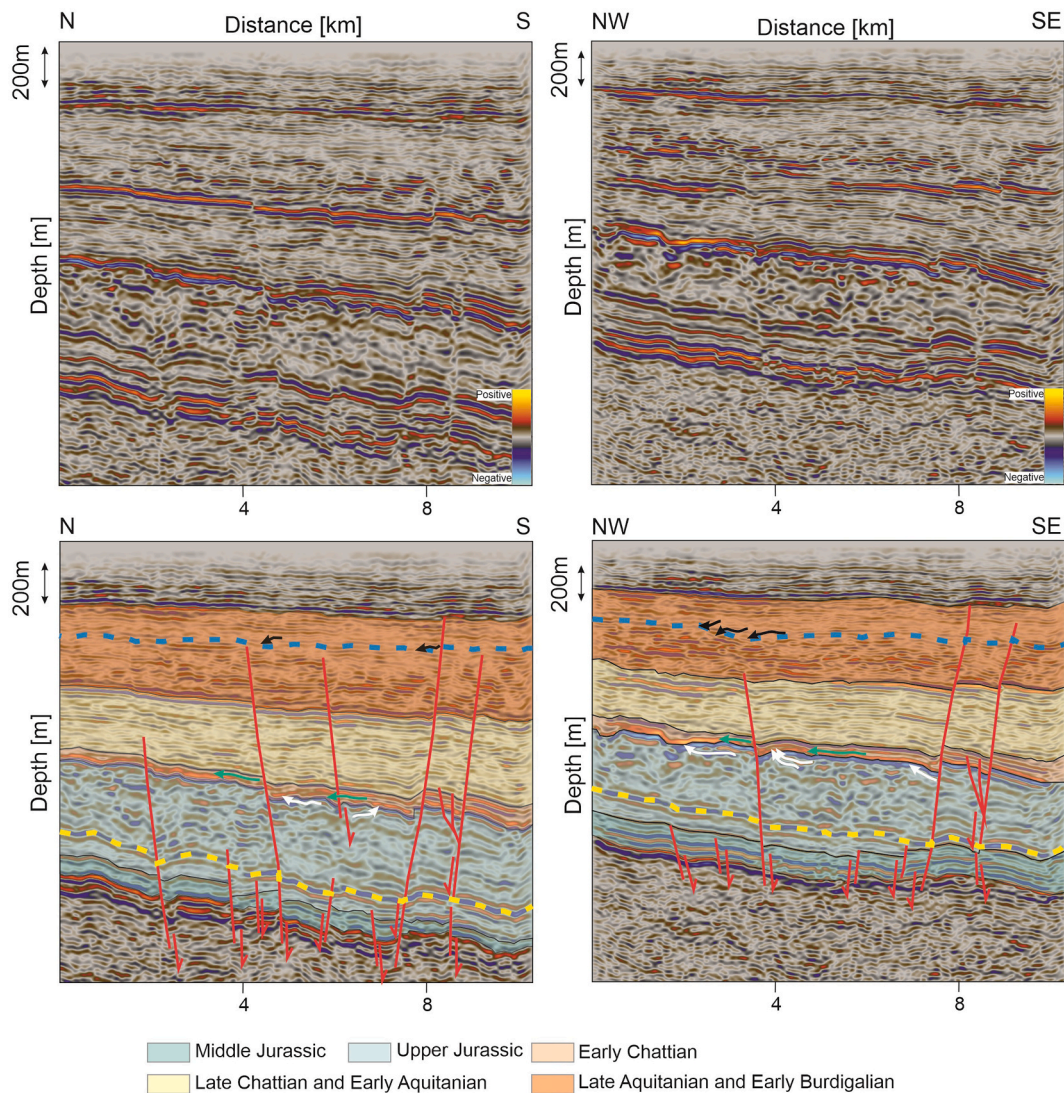 N Distance [km] S
200m
Depth [m]
Positive
Negative
4 8
NW Distance [km] SE
200m
Depth [m]
Positive
Negative
4 8
N S
200m
Depth [m]
4 8
NW SE
200m
Depth [m]
4 8
Middle Jurassic Upper Jurassic Early Chattian
Late Chattian and Early Aquitanian Late Aquitanian and Early Burdigalian